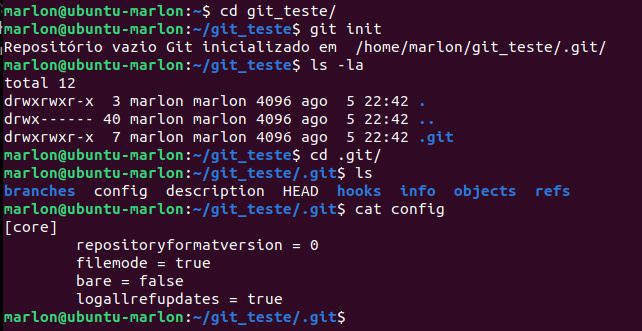 marlon@ubuntu-marlon:~$ cd git_teste/
marlon@ubuntu-marlon:~/git_teste$ git init
Repositório vazio Git inicializado em  /home/marlon/git_teste/.git/
marlon@ubuntu-marlon:~/git_teste$ ls -la
total 12
drwxrwxr-x  3 marlon marlon 4096 ago  5 22:42 .
drwx------ 40 marlon marlon 4096 ago  5 22:42 ..
drwxrwxr-x  7 marlon marlon 4096 ago  5 22:42 .git
marlon@ubuntu-marlon:~/git_teste$ cd .git/
marlon@ubuntu-marlon:~/git_teste/.git$ ls
branches  config  description  HEAD  hooks  info  objects  refs
marlon@ubuntu-marlon:~/git_teste/.git$ cat config
[core]
        repositoryformatversion = 0
        filemode = true
        bare = false
        logallrefupdates = true
marlon@ubuntu-marlon:~/git_teste/.git$